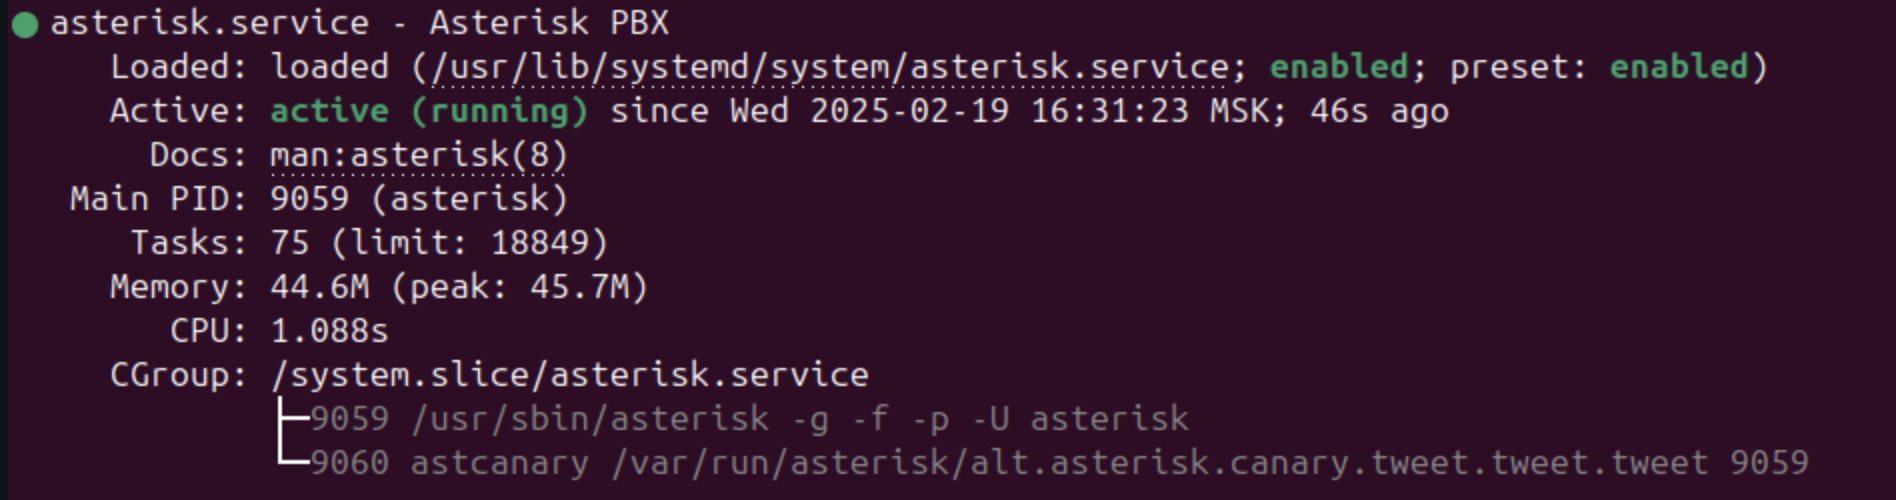 ● asterisk.service - Asterisk PBX
Loaded: loaded (/usr/lib/systemd/system/asterisk.service; enabled; preset: enabled)
Active: active (running) since Wed 2025-02-19 16:31:23 MSK; 46s ago
Docs: man:asterisk(8)
Main PID: 9059 (asterisk)
Tasks: 75 (limit: 18849)
Memory: 44.6M (peak: 45.7M)
CPU: 1.088s
CGroup: /system.slice/asterisk.service
├─9059 /usr/sbin/asterisk -g -f -p -U asterisk
└─9060 astcanary /var/run/asterisk/alt.asterisk.canary.tweet.tweet.tweet 9059